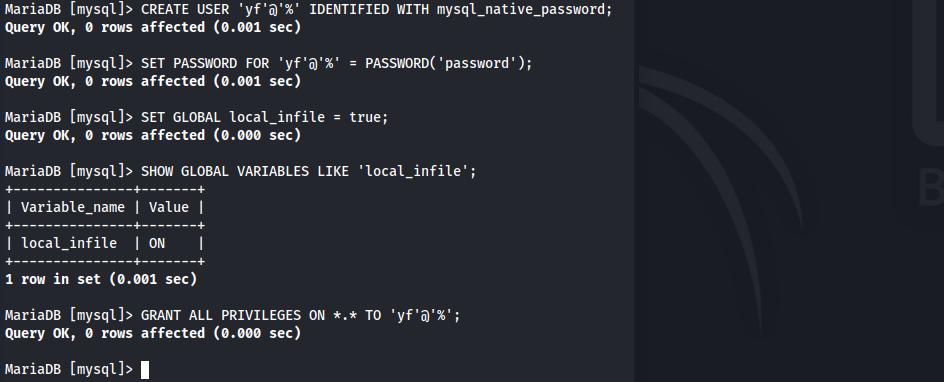 MariaDB [mysql]> CREATE USER 'yf'@'%' IDENTIFIED WITH mysql_native_password;
Query OK, 0 rows affected (0.001 sec)
MariaDB [mysql]> SET PASSWORD FOR 'yf'@'%' = PASSWORD('password');
Query OK, 0 rows affected (0.001 sec)
MariaDB [mysql]> SET GLOBAL local_infile = true;
Query OK, 0 rows affected (0.000 sec)
MariaDB [mysql]> SHOW GLOBAL VARIABLES LIKE 'local_infile';
+---------------+-------+
| Variable_name | Value |
+---------------+-------+
| local_infile  | ON    |
+---------------+-------+
1 row in set (0.001 sec)
MariaDB [mysql]> GRANT ALL PRIVILEGES ON *.* TO 'yf'@'%';
Query OK, 0 rows affected (0.000 sec)
MariaDB [mysql]>
B